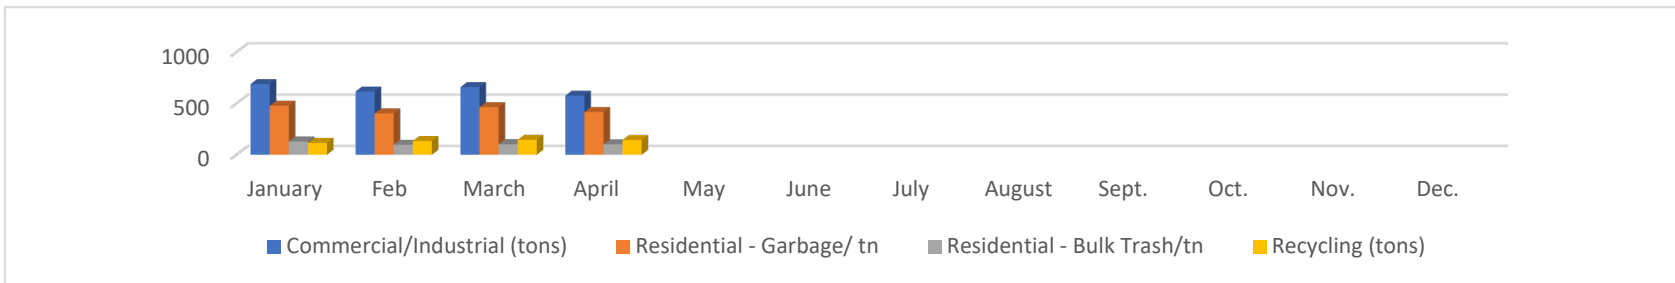 1000
500
0
January Feb March April May June July August Sept. Oct. Nov. Dec.
Commercial/Industrial (tons) Residential - Garbage/ tn Residential - Bulk Trash/tn Recycling (tons)